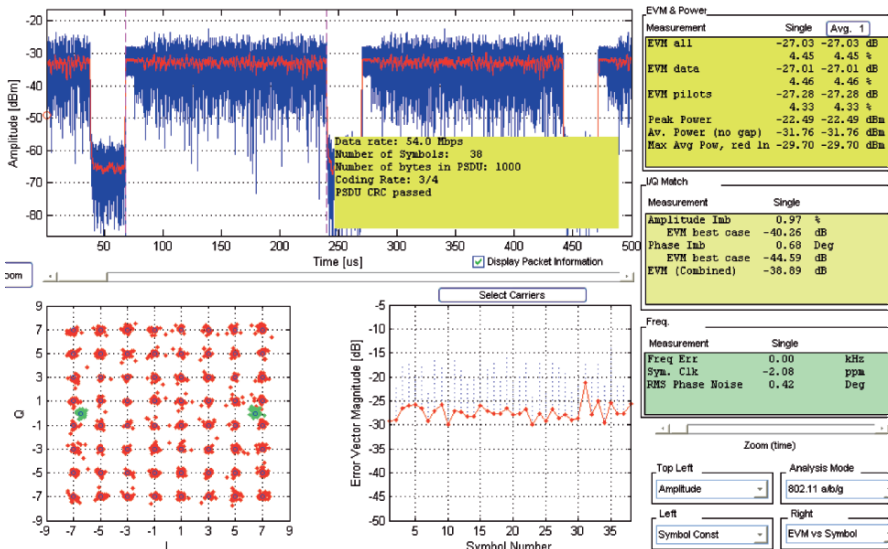 -20
-30
-40
-50
-60
-70
-80
Amplitude [dBm]
50
100
150
200
250
300
350
400
450
500
Time [us]
Data rate: 54.0 Mbps
Number of Symbols: 38
Number of bytes in PSDU: 1000
Coding Rate: 3/4
PSDU CRC passed
Display Packet Information
oom
Select Carriers
9
7
5
3
1
-1
-3
-5
-7
-9
Q
-9 -7 -5 -3 -1 1 3 5 7 9
I
-5
-10
-15
-20
-25
-30
-35
-40
-45
-50
Error Vector Magnitude [dB]
5 10 15 20 25 30 35
Symbol Number
EVM & Power
Measurement Single Avg. 1
EVM all -27.03 -27.03 dB
4.45 4.45 %
EVM data -27.01 -27.01 dB
4.46 4.46 %
EVM pilots -27.28 -27.28 dB
4.33 4.33 %
Peak Power -22.49 -22.49 dBm
Av. Power (no gap) -31.76 -31.76 dBm
Max Avg Pow, red ln -29.70 -29.70 dBm
I/Q Match
Measurement Single
Amplitude Imb 0.97 %
EVM best case -40.26 dB
Phase Imb 0.68 Deg
EVM best case -44.59 dB
EVM (Combined) -38.89 dB
Freq.
Measurement Single
Freq Err 0.00 kHz
Sym. Clk -2.08 ppm
RMS Phase Noise 0.42 Deg
Zoom (time)
Top Left
Amplitude
Analysis Mode
802.11 a/b/g
Left
Symbol Const
Right
EVM vs Symbol